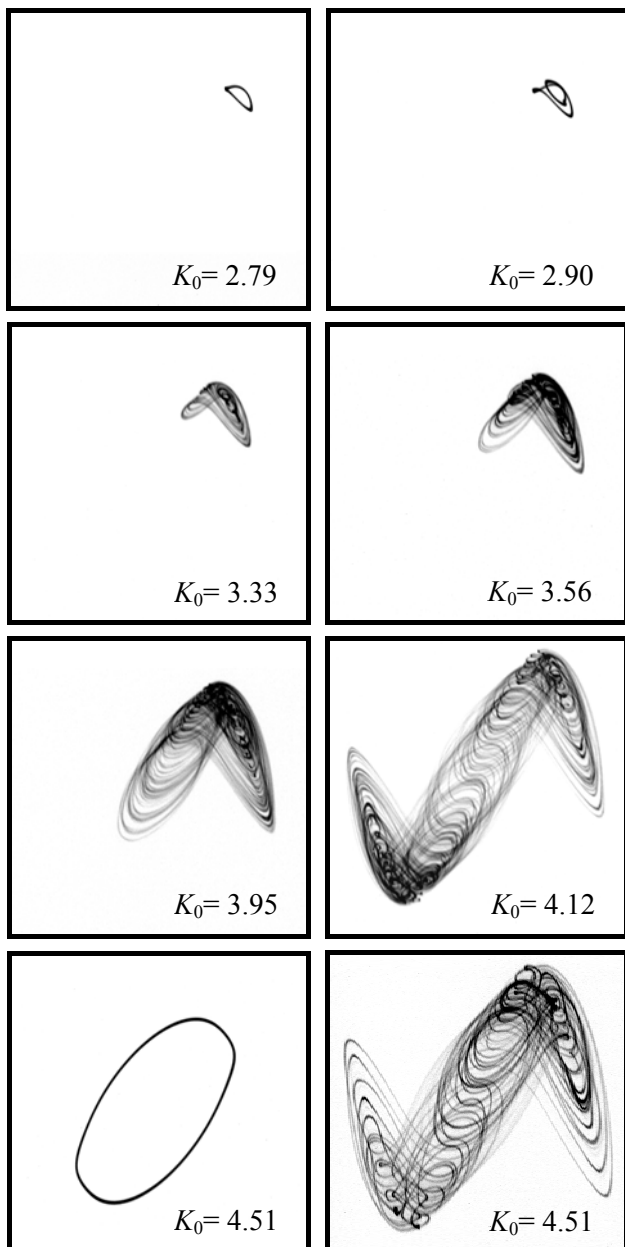 K₀= 2.79
K₀= 2.90
K₀= 3.33
K₀= 3.56
K₀= 3.95
K₀= 4.12
K₀= 4.51
K₀= 4.51